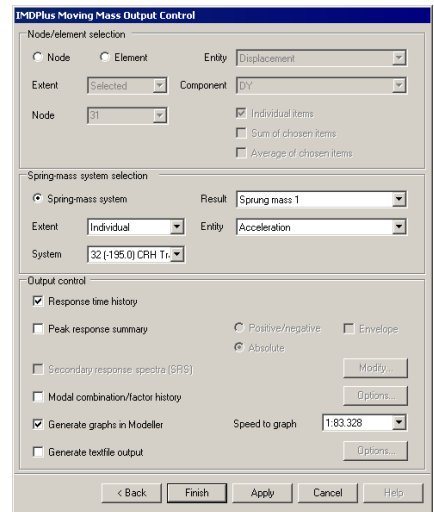 IMDPlus Moving Mass Output Control
Node/element selection
Node Element Entity Displacement
Extent Selected Component DY
Node 31 Individual items
Sum of chosen items
Average of chosen items
Spring-mass system selection
Spring-mass system Result Sprung mass 1
Extent Individual Entity Acceleration
System 32 (-195.0) CRH Tr
Output control
Response time history
Peak response summary Positive/negative Envelope
Absolute
Secondary response spectra (SRS) Modify...
Modal combination/factor history Options...
Generate graphs in Modeller Speed to graph 1:83.328
Generate textfile output Options...
< Back Finish Apply Cancel Help